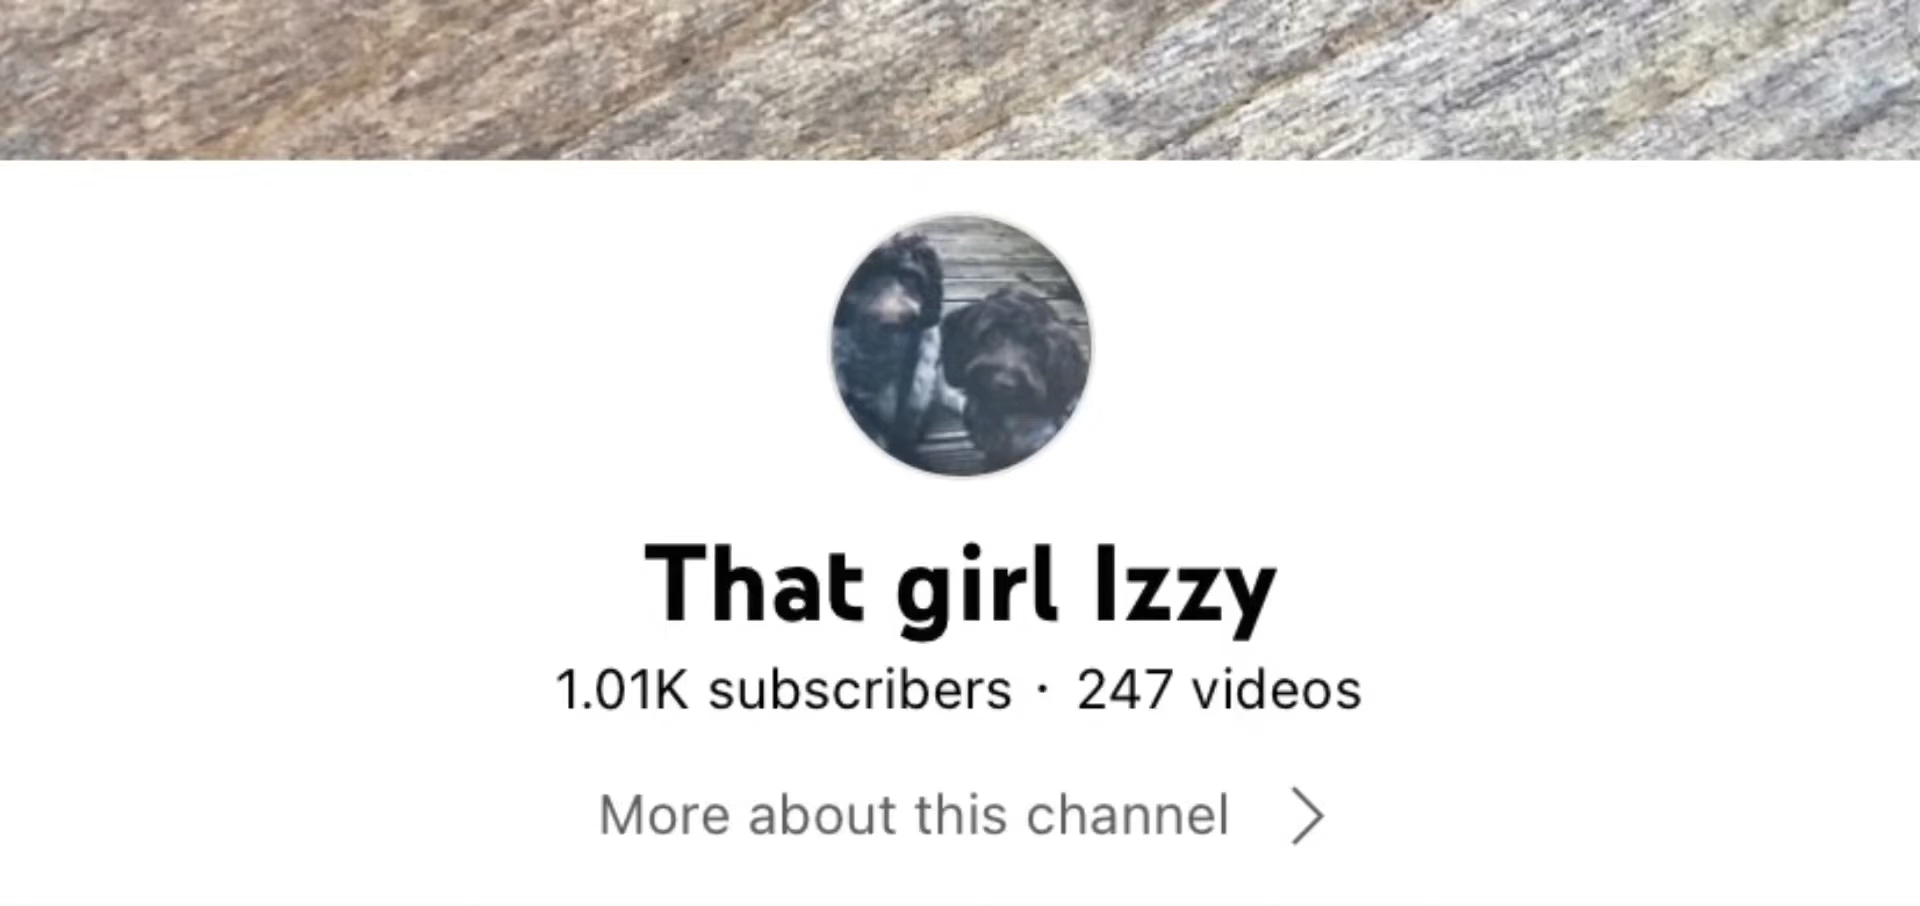 That girl Izzy
1.01K subscribers · 247 videos
More about this channel